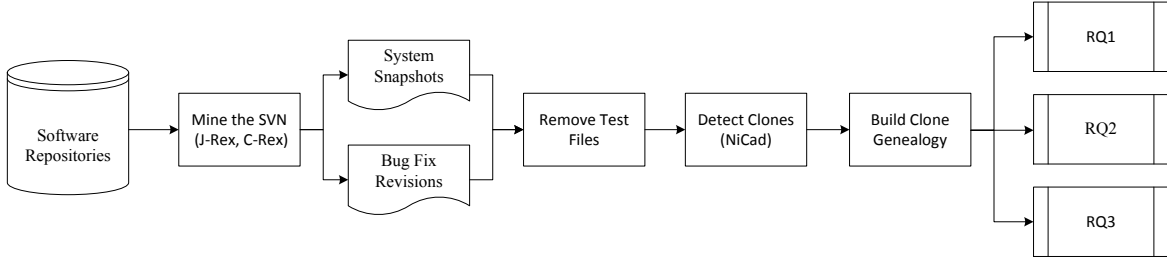 Software
Repositories
Mine the SVN
(J-Rex, C-Rex)
System
Snapshots
Bug Fix
Revisions
Remove Test
Files
Detect Clones
(NiCad)
Build Clone
Genealogy
RQ1
RQ2
RQ3